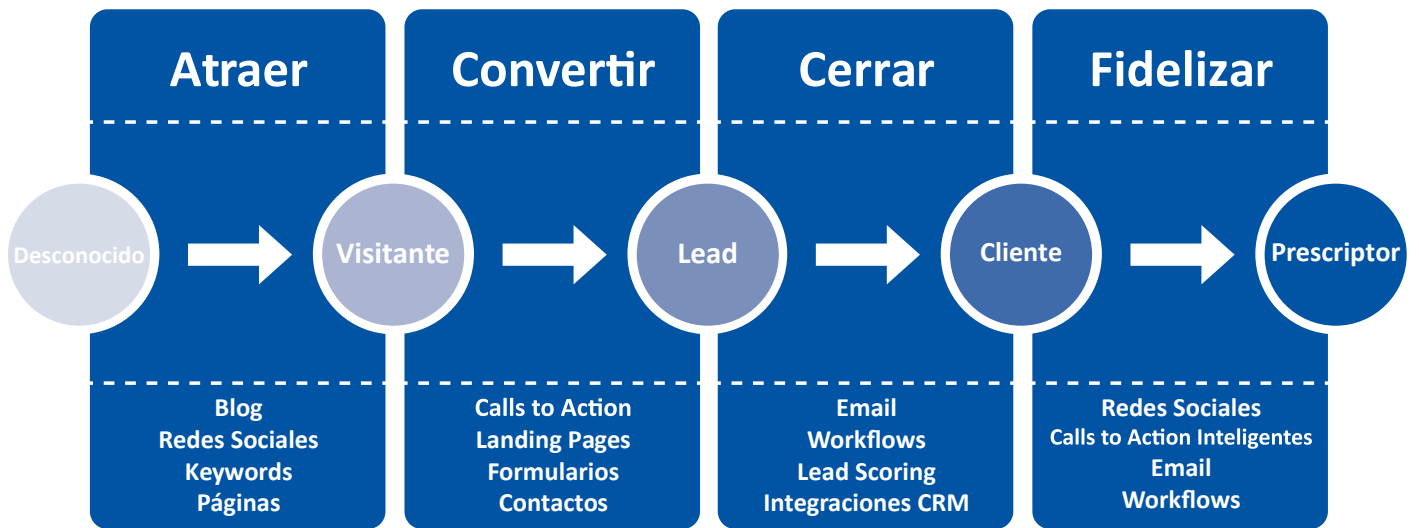 Atraer
Convertir
Cerrar
Fidelizar
Desconocido
Visitante
Lead
Cliente
Prescriptor
Blog
Redes Sociales
Keywords
Páginas
Calls to Action
Landing Pages
Formularios
Contactos
Email
Workflows
Lead Scoring
Integraciones CRM
Redes Sociales
Calls to Action Inteligentes
Email
Workflows